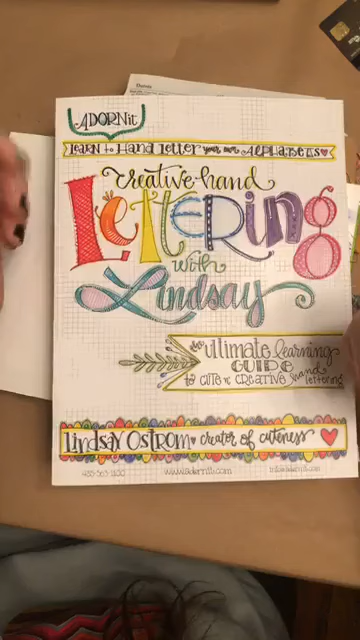 ADORNit
LEARN to HAND LETTER your own ALPHABETS
creative-hand
LETTERING
with
Lindsay
the ultimate learning
GUIDE
to CUTE & CREATIVE hand lettering
LINDSAY OSTROM creator of cuteness
www.adornit.com